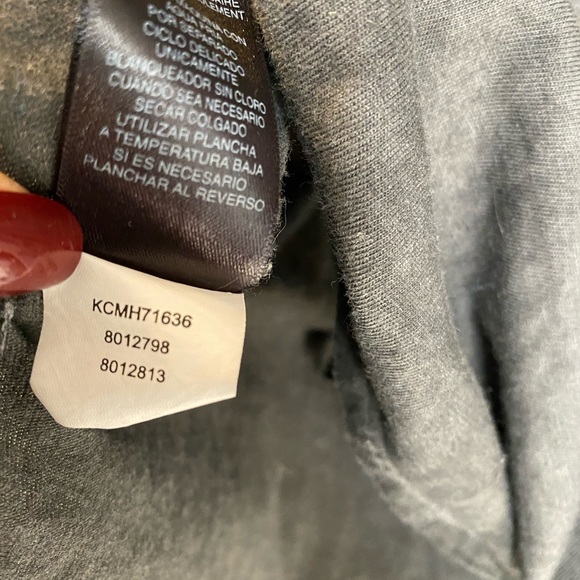 POR SEPARADO
CICLO DELICADO
UNICAMENTE
BLANQUEADOR SIN CLORO
CUANDO SEA NECESARIO
SECAR COLGADO
UTILIZAR PLANCHA
A TEMPERATURA BAJA
SI ES NECESARIO
PLANCHAR AL REVERSO
KCMH71636
8012798
8012813